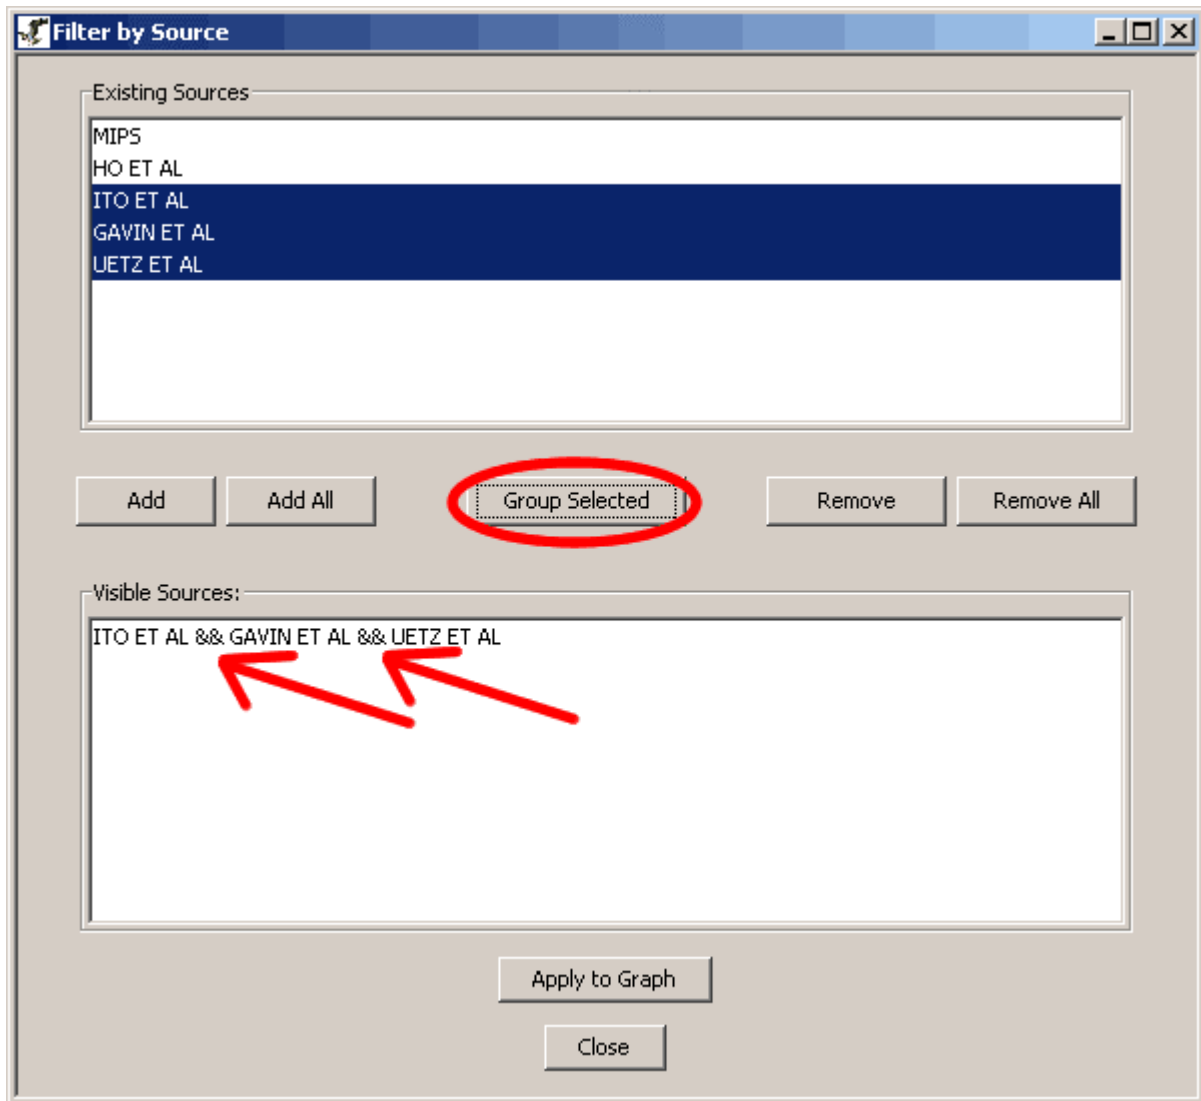 Filter by Source
Existing Sources
MIPS
HO ET AL
ITO ET AL
GAVIN ET AL
UETZ ET AL
Add Add All Group Selected Remove Remove All
Visible Sources:
ITO ET AL && GAVIN ET AL && UETZ ET AL
Apply to Graph
Close